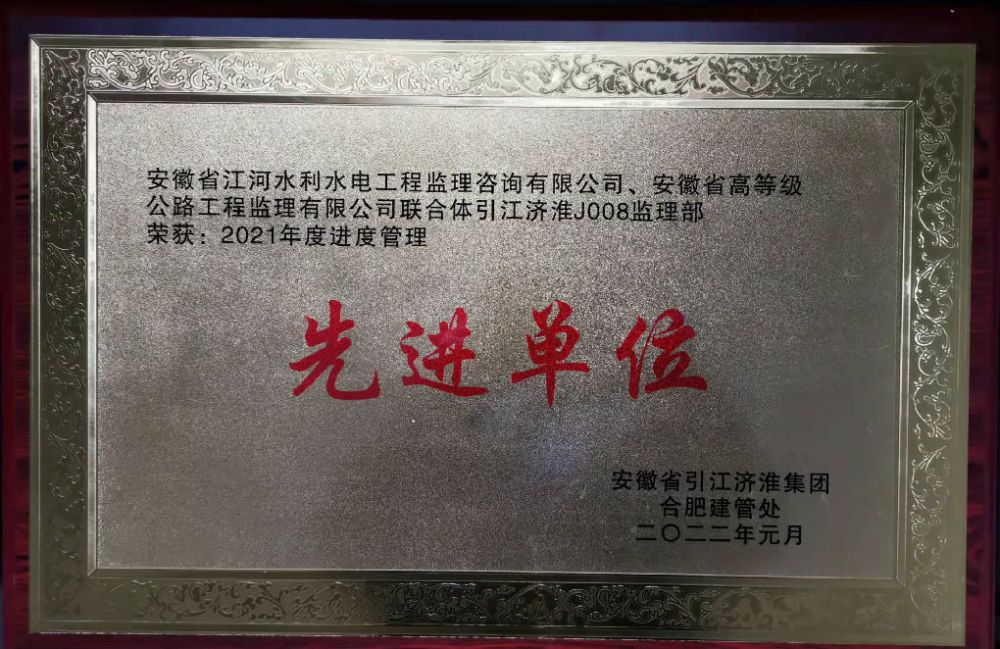 安徽省江河水利水电工程监理咨询有限公司、安徽省高等级
公路工程监理有限公司联合体引江济淮J008监理部
荣获：2021年度进度管理
先进单位
安徽省引江济淮集团
合肥建管处
二〇二二年元月